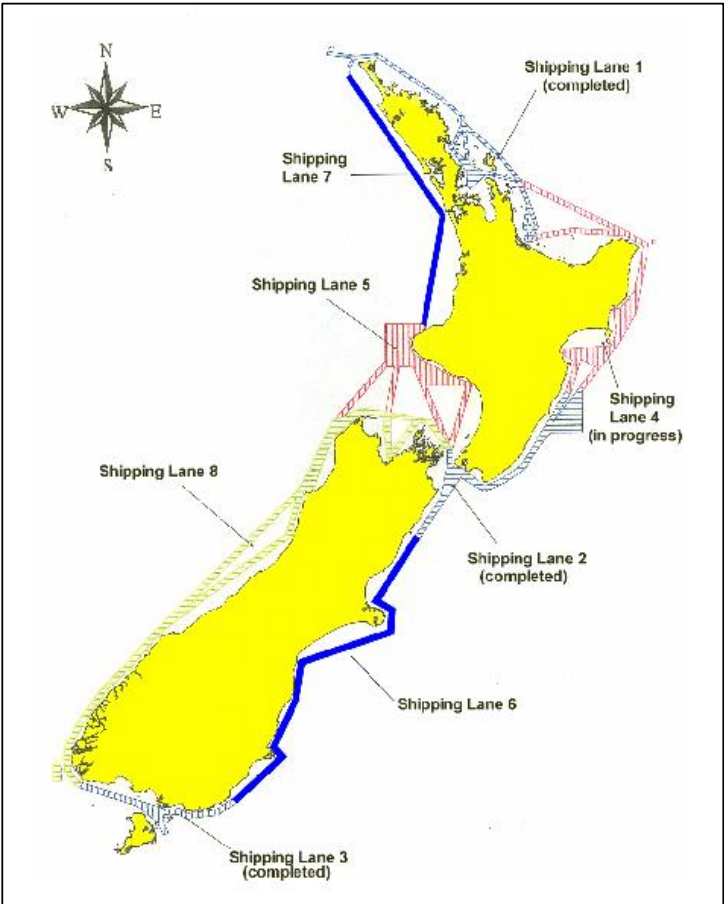 N
W
E
S
Shipping Lane 1
(completed)
Shipping
Lane 7
Shipping Lane 5
Shipping
Lane 4
(in progress)
Shipping Lane 8
Shipping Lane 2
(completed)
Shipping Lane 6
Shipping Lane 3
(completed)